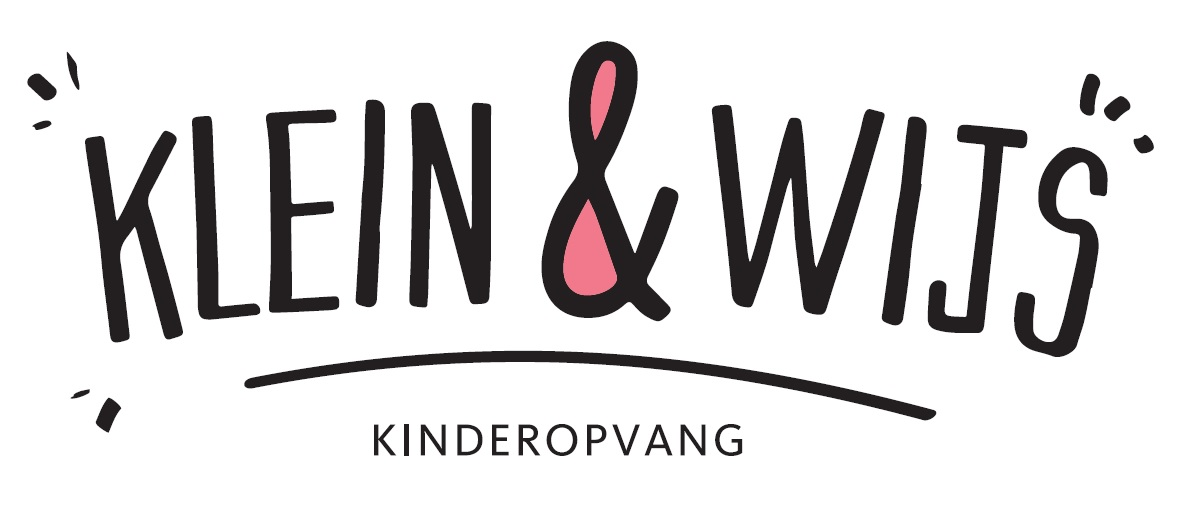 KLEIN & WIJS
KINDEROPVANG